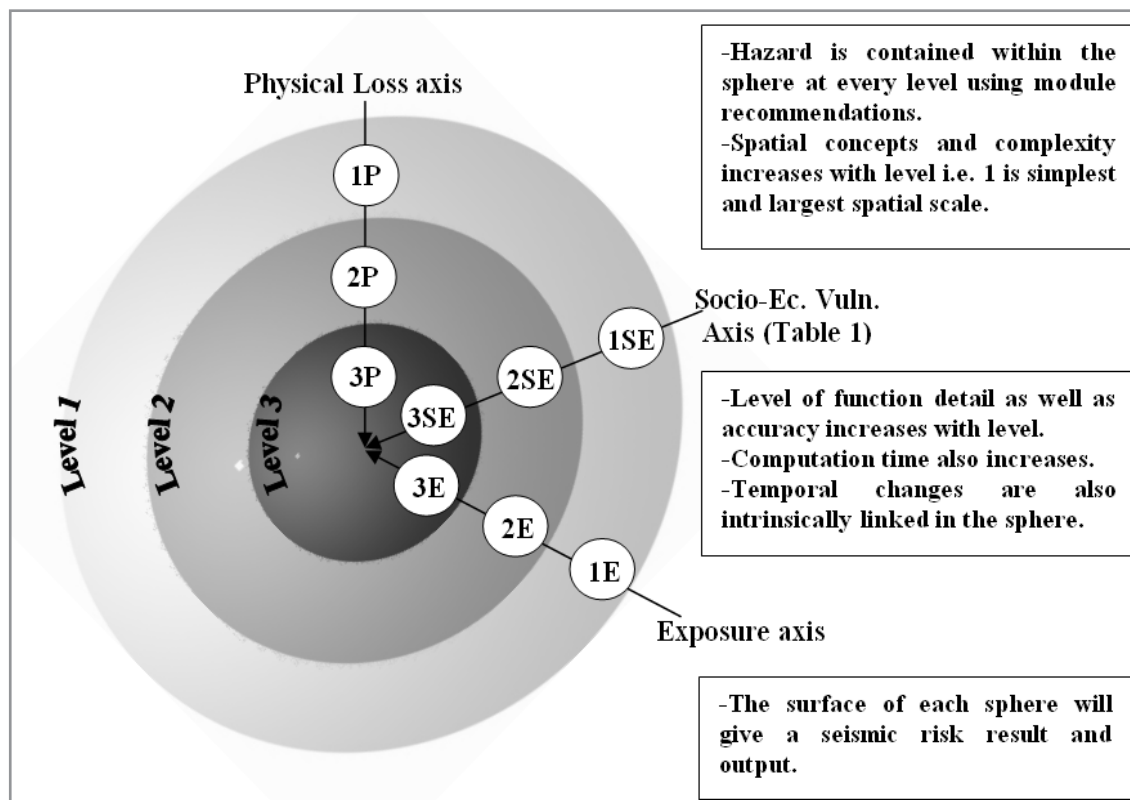 Physical Loss axis
1P
2P
3P
1SE
2SE
3SE
Socio-Ec. Vuln.
Axis (Table 1)
3E
2E
1E
Exposure axis
Level 1
Level 2
Level 3
-Hazard is contained within the
sphere at every level using module
recommendations.
-Spatial concepts and complexity
increases with level i.e. 1 is simplest
and largest spatial scale.
-Level of function detail as well as
accuracy increases with level.
-Computation time also increases.
-Temporal changes are also
intrinsically linked in the sphere.
-The surface of each sphere will
give a seismic risk result and
output.